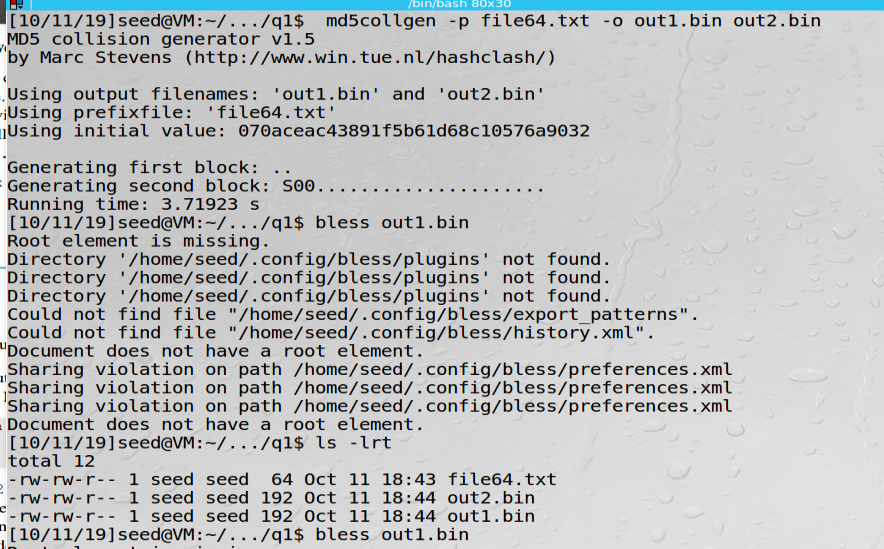 /bin/bash 80x30
[10/11/19]seed@VM:~/.../q1$  md5collgen -p file64.txt -o out1.bin out2.bin
MD5 collision generator v1.5
by Marc Stevens (http://www.win.tue.nl/hashclash/)
Using output filenames: 'out1.bin' and 'out2.bin'
Using prefixfile: 'file64.txt'
Using initial value: 070aceac43891f5b61d68c10576a9032
Generating first block: ..
Generating second block: S00.....................
Running time: 3.71923 s
[10/11/19]seed@VM:~/.../q1$ bless out1.bin
Root element is missing.
Directory '/home/seed/.config/bless/plugins' not found.
Directory '/home/seed/.config/bless/plugins' not found.
Directory '/home/seed/.config/bless/plugins' not found.
Could not find file "/home/seed/.config/bless/export_patterns".
Could not find file "/home/seed/.config/bless/history.xml".
Document does not have a root element.
Sharing violation on path /home/seed/.config/bless/preferences.xml
Sharing violation on path /home/seed/.config/bless/preferences.xml
Sharing violation on path /home/seed/.config/bless/preferences.xml
Document does not have a root element.
[10/11/19]seed@VM:~/.../q1$ ls -lrt
total 12
-rw-rw-r-- 1 seed seed  64 Oct 11 18:43 file64.txt
-rw-rw-r-- 1 seed seed 192 Oct 11 18:44 out2.bin
-rw-rw-r-- 1 seed seed 192 Oct 11 18:44 out1.bin
[10/11/19]seed@VM:~/.../q1$ bless out1.bin